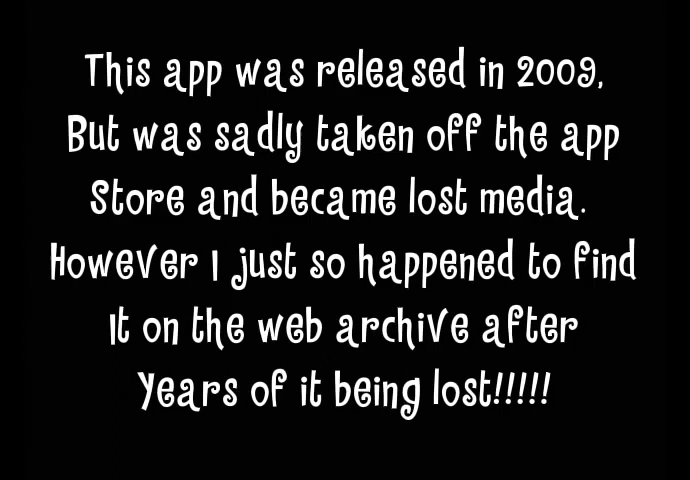 This app was released in 2009,
But was sadly taken off the app
Store and became lost media.
However I just so happened to find
It on the web archive after
Years of it being lost!!!!!